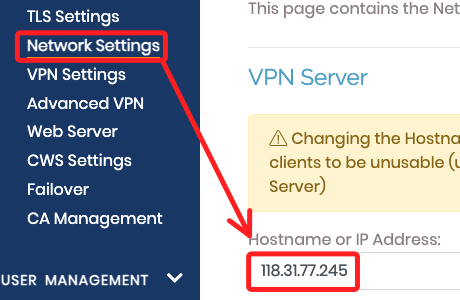 TLS Settings
Network Settings
VPN Settings
Advanced VPN
Web Server
CWS Settings
Failover
CA Management
USER MANAGEMENT
This page contains the Net
VPN Server
Changing the Hostna
clients to be unusable (u
Server)
Hostname or IP Address:
118.31.77.245